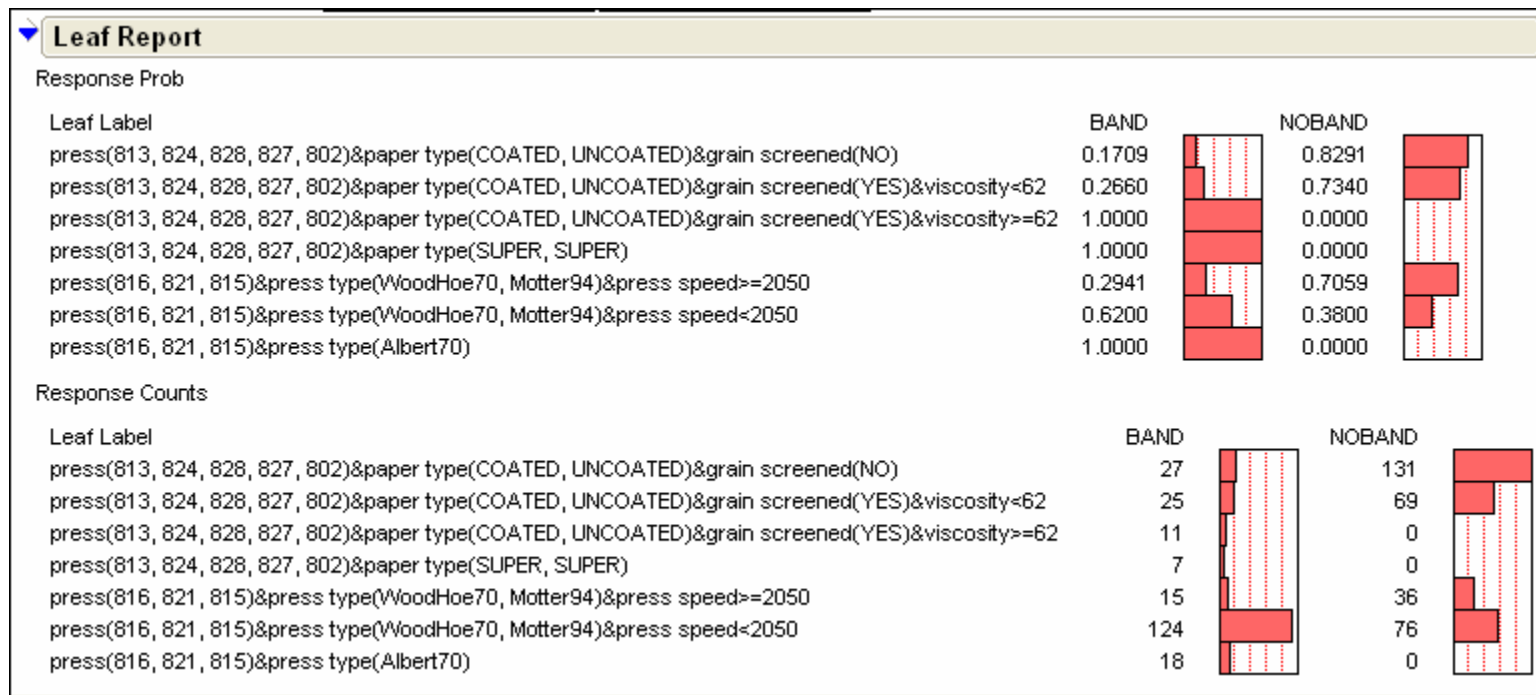 Leaf Report
Response Prob
Leaf Label BAND NOBAND
press(813, 824, 828, 827, 802)&paper type(COATED, UNCOATED)&grain screened(NO) 0.1709 0.8291
press(813, 824, 828, 827, 802)&paper type(COATED, UNCOATED)&grain screened(YES)&viscosity<62 0.2660 0.7340
press(813, 824, 828, 827, 802)&paper type(COATED, UNCOATED)&grain screened(YES)&viscosity>=62 1.0000 0.0000
press(813, 824, 828, 827, 802)&paper type(SUPER, SUPER) 1.0000 0.0000
press(816, 821, 815)&press type(WoodHoe70, Motter94)&press speed>=2050 0.2941 0.7059
press(816, 821, 815)&press type(WoodHoe70, Motter94)&press speed<2050 0.6200 0.3800
press(816, 821, 815)&press type(Albert70) 1.0000 0.0000
Response Counts
Leaf Label BAND NOBAND
press(813, 824, 828, 827, 802)&paper type(COATED, UNCOATED)&grain screened(NO) 27 131
press(813, 824, 828, 827, 802)&paper type(COATED, UNCOATED)&grain screened(YES)&viscosity<62 25 69
press(813, 824, 828, 827, 802)&paper type(COATED, UNCOATED)&grain screened(YES)&viscosity>=62 11 0
press(813, 824, 828, 827, 802)&paper type(SUPER, SUPER) 7 0
press(816, 821, 815)&press type(WoodHoe70, Motter94)&press speed>=2050 15 36
press(816, 821, 815)&press type(WoodHoe70, Motter94)&press speed<2050 124 76
press(816, 821, 815)&press type(Albert70) 18 0